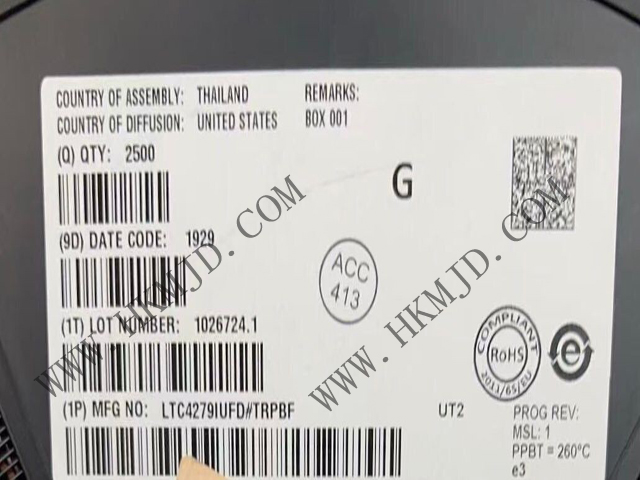 COUNTRY OF ASSEMBLY: THAILAND
REMARKS:
COUNTRY OF DIFFUSION: UNITED STATES
BOX 001
(Q) QTY: 2500
G
(9D) DATE CODE: 1929
ACC
413
(1T) LOT NUMBER: 1026724.1
COMPLIANT
RoHS
2011/65/EU
e
(1P) MFG NO: LTC4279IUFD#TRPBF
UT2
PROG REV:
MSL: 1
PPBT = 260°C
e3
WWW.HKMJD.COM
WWW.HKMJD.COM